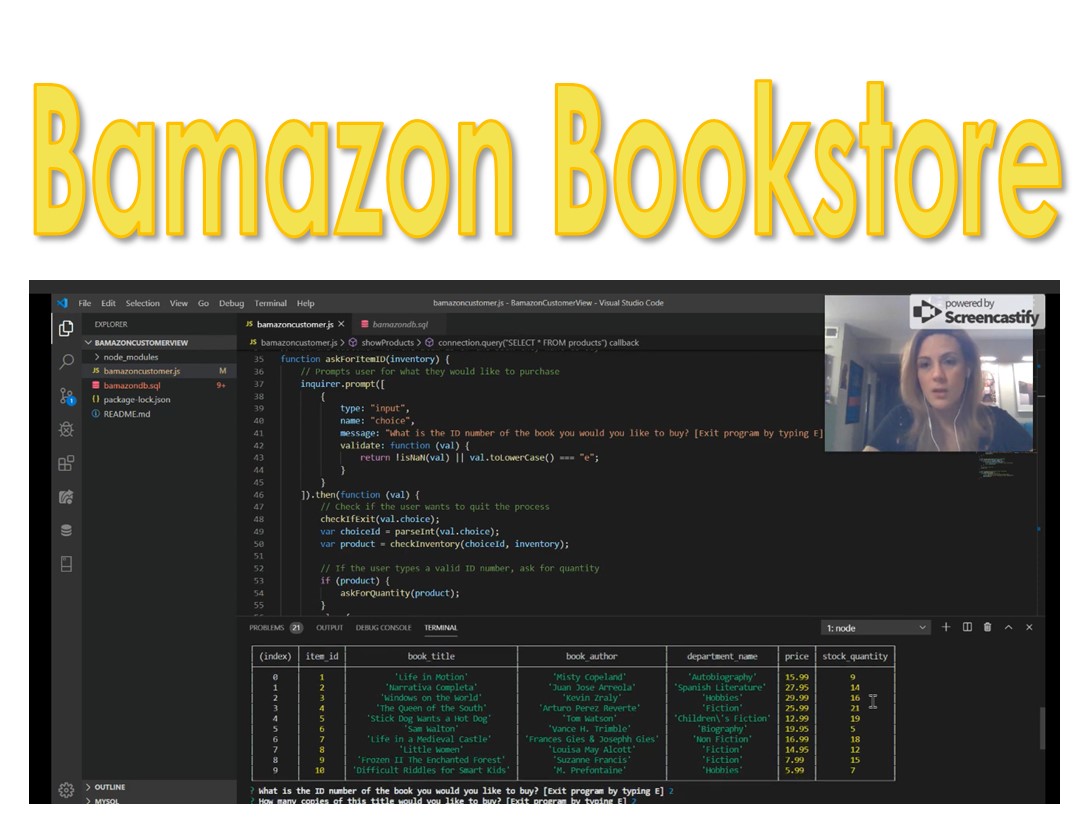 Bamazon Bookstore
File Edit Selection View Go Debug Terminal Help
bamazoncustomer.js - BamazonCustomerView - Visual Studio Code
powered by
Screencastify
EXPLORER
BAMAZONCUSTOMERVIEW
node_modules
JS bamazoncustomer.js M
bamazondb.sql 9+
{} package-lock.json
README.md
OUTLINE
MYSQL
1
JS bamazoncustomer.js × bamazondb.sql
JS bamazoncustomer.js > showProducts > connection.query("SELECT * FROM products") callback
35 function askForItemID(inventory) {
36 // Prompts user for what they would like to purchase
37 inquirer.prompt([
38 {
39 type: "input",
40 name: "choice",
41 message: "What is the ID number of the book you would you like to buy? [Exit program by typing E]
42 validate: function (val) {
43 return !isNaN(val) || val.toLowerCase() === "e";
44 }
45 }
46 ]).then(function (val) {
47 // Check if the user wants to quit the process
48 checkIfExit(val.choice);
49 var choiceId = parseInt(val.choice);
50 var product = checkInventory(choiceId, inventory);
51
52 // If the user types a valid ID number, ask for quantity
53 if (product) {
54 askForQuantity(product);
55 }
PROBLEMS 21 OUTPUT DEBUG CONSOLE TERMINAL 1: node
(index) item_id book_title book_author department_name price stock_quantity
0 1 'Life in Motion' 'Misty Copeland' 'Autobiography' 15.99 9
1 2 'Narrativa Completa' 'Juan Jose Arreola' 'Spanish Literature' 27.95 14
2 3 'Windows on the World' 'Kevin Zraly' 'Hobbies' 29.99 16
3 4 'The Queen of the South' 'Arturo Perez Reverte' 'Fiction' 25.99 21
4 5 'Stick Dog Wants a Hot Dog' 'Tom Watson' 'Children\'s Fiction' 12.99 19
5 6 'Sam Walton' 'Vance H. Trimble' 'Biography' 19.95 5
6 7 'Life in a Medieval Castle' 'Frances Gies & Josephh Gies' 'Non Fiction' 16.99 18
7 8 'Little Women' 'Louisa May Alcott' 'Fiction' 14.95 12
8 9 'Frozen II The Enchanted Forest' 'Suzanne Francis' 'Fiction' 7.99 15
9 10 'Difficult Riddles for Smart Kids' 'M. Prefontaine' 'Hobbies' 5.99 7
? What is the ID number of the book you would you like to buy? [Exit program by typing E] 2
? How many copies of this title would you like to buy? [Exit program by typing E] 2